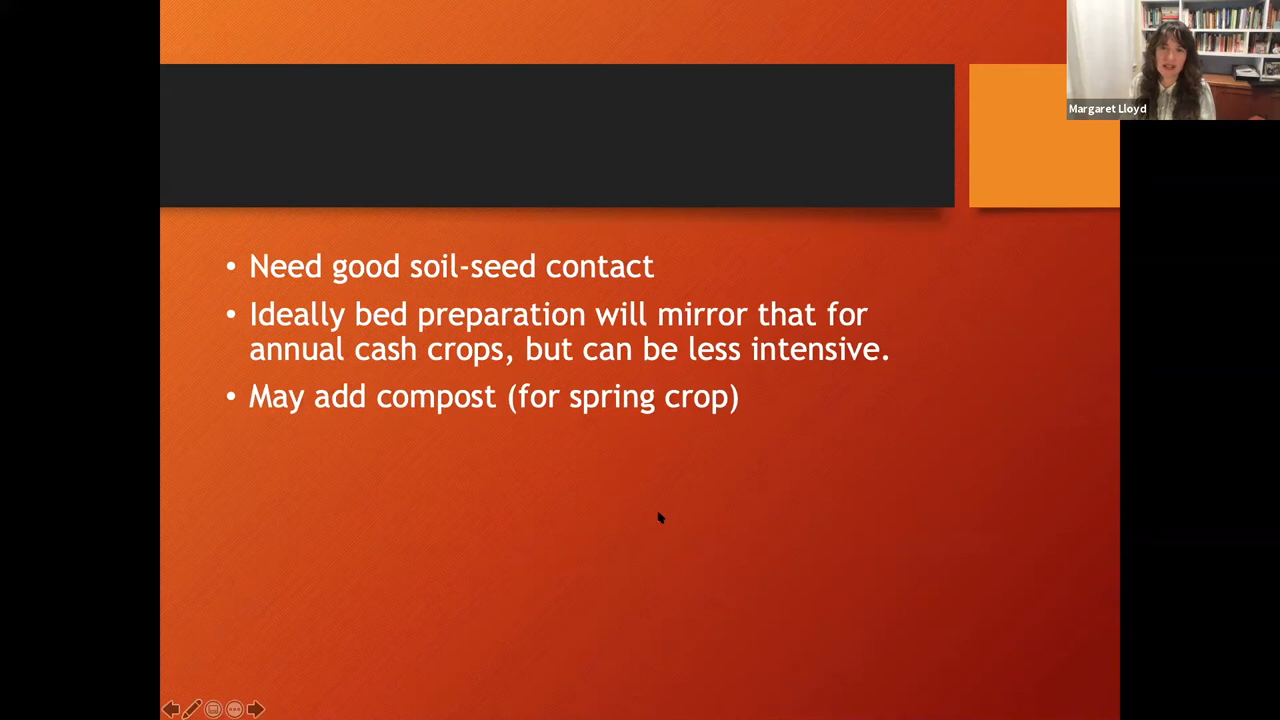 Margaret Lloyd
• Need good soil-seed contact
• Ideally bed preparation will mirror that for
annual cash crops, but can be less intensive.
• May add compost (for spring crop)